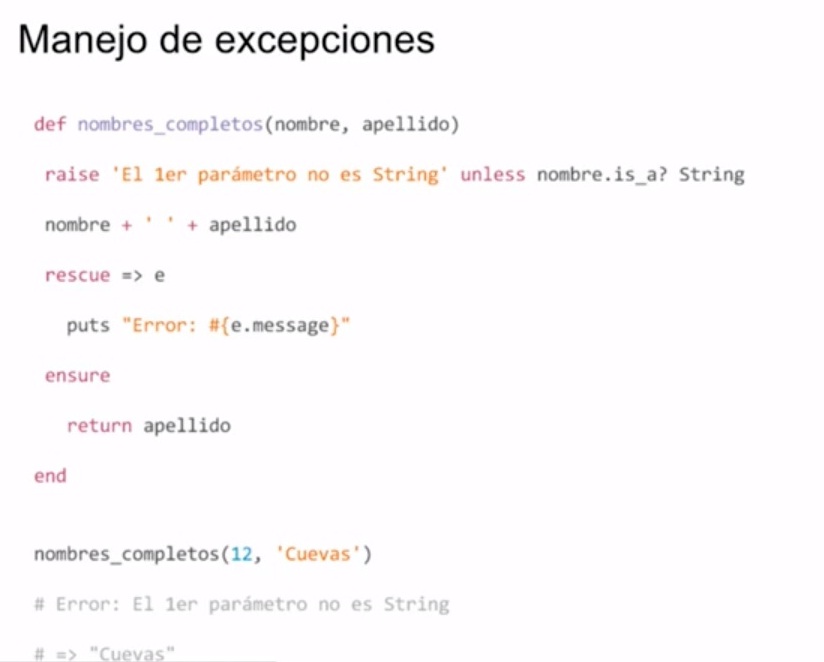 Manejo de excepciones
def nombres_completos(nombre, apellido)
raise 'El 1er parámetro no es String' unless nombre.is_a? String
nombre + ' ' + apellido
rescue => e
puts "Error: #{e.message}"
ensure
return apellido
end
nombres_completos(12, 'Cuevas')
# Error: El 1er parámetro no es String
# => "Cuevas"